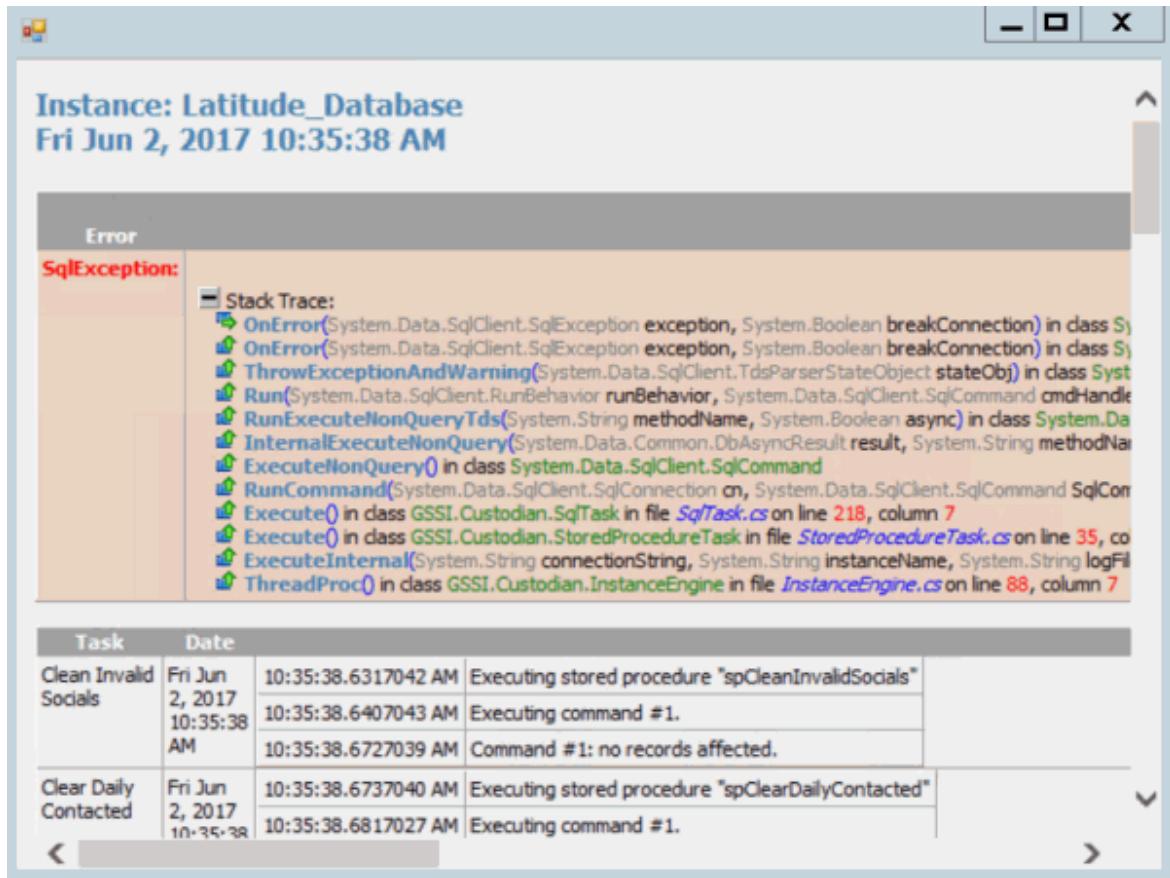 Instance: Latitude_Database
Fri Jun 2, 2017 10:35:38 AM
Error
SqlException:
Stack Trace:
OnError(System.Data.SqlClient.SqlException exception, System.Boolean breakConnection) in class Sy
OnError(System.Data.SqlClient.SqlException exception, System.Boolean breakConnection) in class Sy
ThrowExceptionAndWarning(System.Data.SqlClient.TdsParserStateObject stateObj) in class Syst
Run(System.Data.SqlClient.RunBehavior runBehavior, System.Data.SqlClient.SqlCommand cmdHandle
RunExecuteNonQueryTds(System.String methodName, System.Boolean async) in class System.Da
InternalExecuteNonQuery(System.Data.Common.DbAsyncResult result, System.String methodNa
ExecuteNonQuery() in class System.Data.SqlClient.SqlCommand
RunCommand(System.Data.SqlClient.SqlConnection cn, System.Data.SqlClient.SqlCommand SqlCom
Execute() in class GSSI.Custodian.SqlTask in file SqlTask.cs on line 218, column 7
Execute() in class GSSI.Custodian.StoredProcedureTask in file StoredProcedureTask.cs on line 35, co
ExecuteInternal(System.String connectionString, System.String instanceName, System.String logFil
ThreadProc() in class GSSI.Custodian.InstanceEngine in file InstanceEngine.cs on line 88, column 7
Task Date
Clean Invalid Socials
Fri Jun 2, 2017 10:35:38 AM
10:35:38.6317042 AM Executing stored procedure "spCleanInvalidSocials"
10:35:38.6407043 AM Executing command #1.
10:35:38.6727039 AM Command #1: no records affected.
Clear Daily Contacted
Fri Jun 2, 2017 10:35:38
10:35:38.6737040 AM Executing stored procedure "spClearDailyContacted"
10:35:38.6817027 AM Executing command #1.